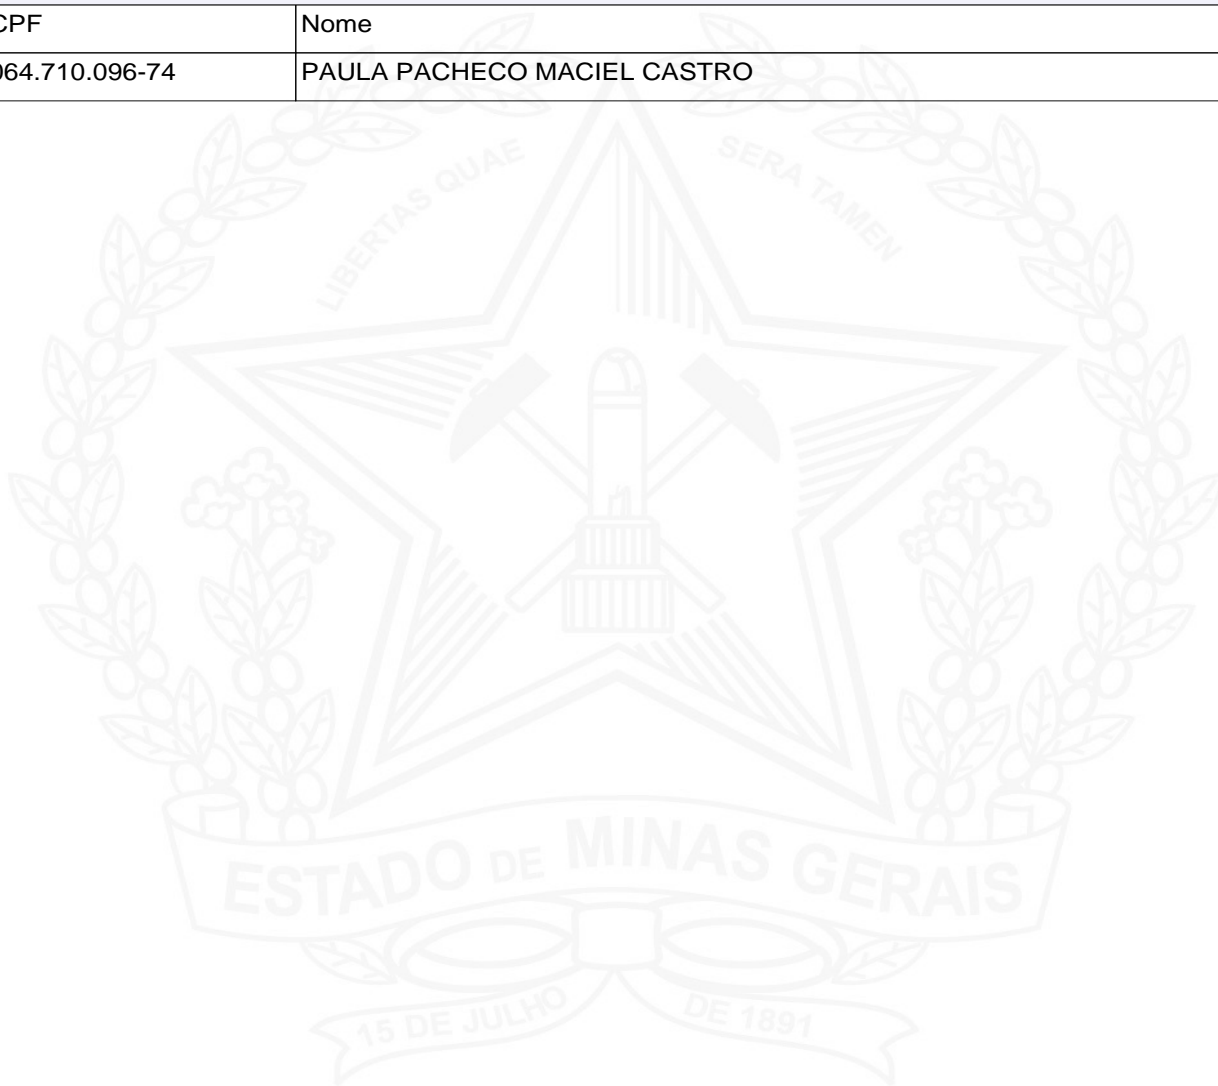 CPF Nome
064.710.096-74 PAULA PACHECO MACIEL CASTRO
LIBERTAS QUAE SERA TAMEN
ESTADO DE MINAS GERAIS
15 DE JULHO DE 1891